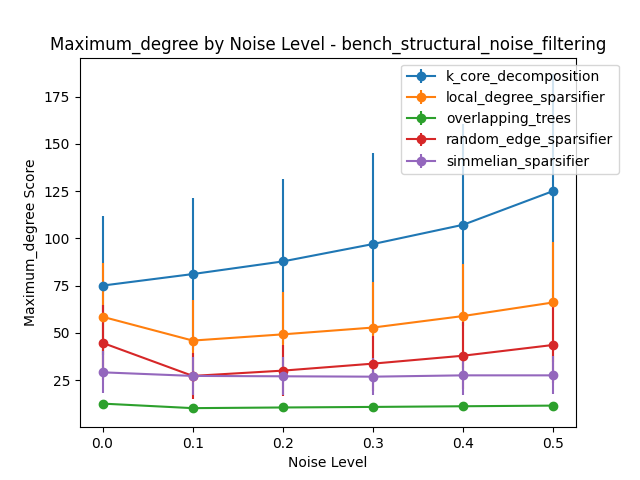 Maximum_degree by Noise Level - bench_structural_noise_filtering
k_core_decomposition
local_degree_sparsifier
overlapping_trees
random_edge_sparsifier
simmelian_sparsifier
Maximum_degree Score
175
150
125
100
75
50
25
0.0 0.1 0.2 0.3 0.4 0.5
Noise Level